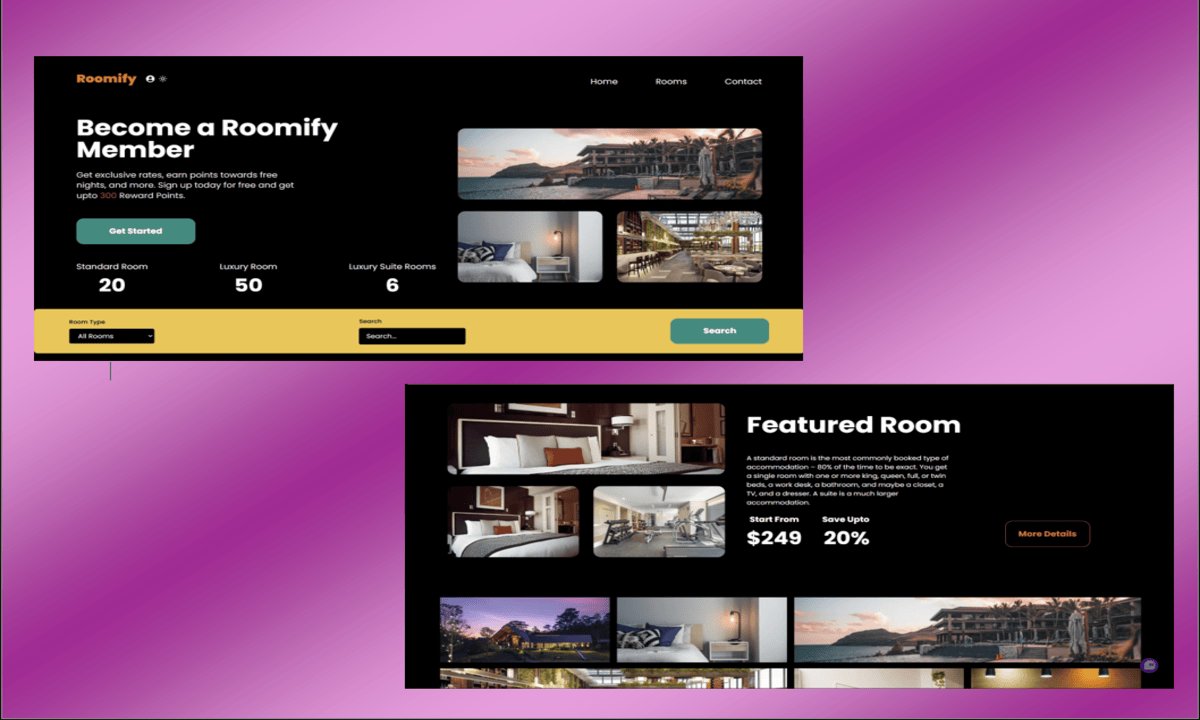 Roomify
Home Rooms Contact
Become a Roomify
Member
Get exclusive rates, earn points towards free
nights, and more. Sign up today for free and get
upto 300 Reward Points.
Get Started
Standard Room Luxury Room Luxury Suite Rooms
20 50 6
Room Type Search
All Rooms Search... Search
Featured Room
A standard room is the most commonly booked type of
accommodation – 80% of the time to be exact. You get
a single room with one or more king, queen, full, or twin
beds, a work desk, a bathroom, and maybe a closet, a
TV, and a dresser. A suite is a much larger
accommodation.
Start From Save Upto
$249 20%
More Details